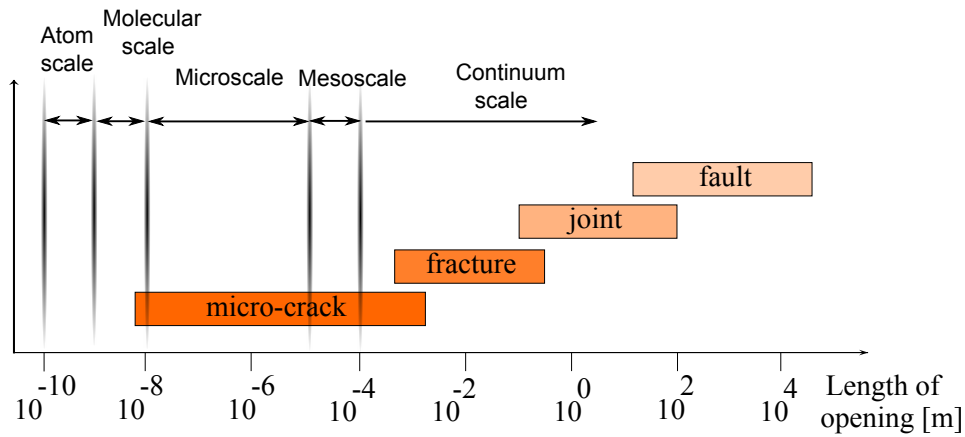 Atom
scale
Molecular
scale
Microscale
Mesoscale
Continuum
scale
fault
joint
fracture
micro-crack
10^-10
10^-8
10^-6
10^-4
10^-2
10^0
10^2
10^4
Length of
opening [m]